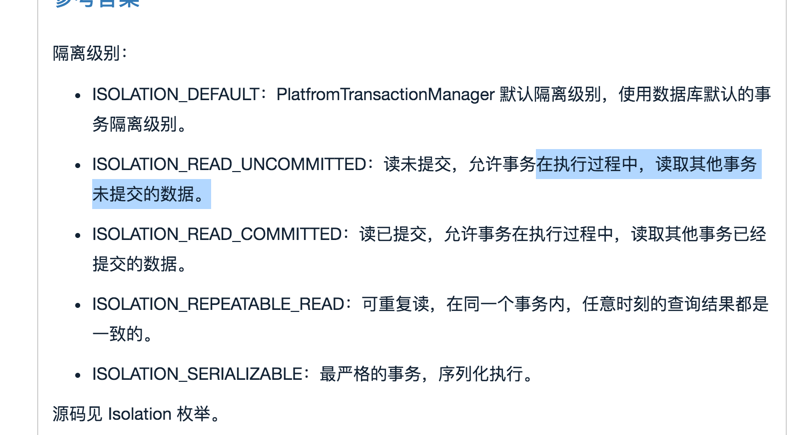 参考答案
隔离级别：
ISOLATION_DEFAULT：PlatfromTransactionManager 默认隔离级别，使用数据库默认的事
务隔离级别。
ISOLATION_READ_UNCOMMITTED：读未提交，允许事务在执行过程中，读取其他事务
未提交的数据。
ISOLATION_READ_COMMITTED：读已提交，允许事务在执行过程中，读取其他事务已经
提交的数据。
ISOLATION_REPEATABLE_READ：可重复读，在同一个事务内，任意时刻的查询结果都是
一致的。
ISOLATION_SERIALIZABLE：最严格的事务，序列化执行。
源码见 Isolation 枚举。